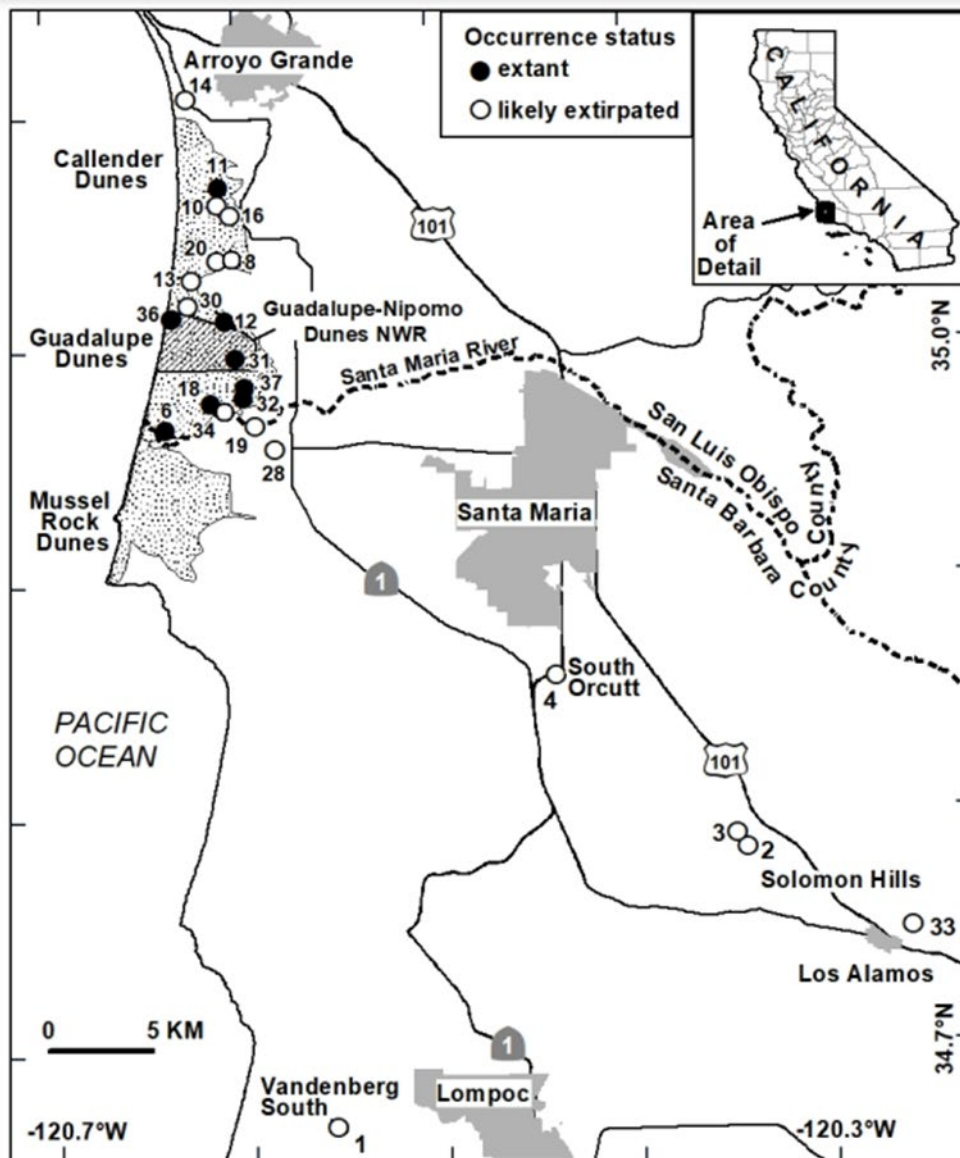 Occurrence status
extant
likely extirpated
CALIFORNIA
Area
of
Detail
Arroyo Grande
14
Callender
Dunes
11
10
16
101
20
8
13
30
36
12
Guadalupe-Nipomo
Dunes NWR
Guadalupe
Dunes
31
Santa Maria River
37
18
32
6
34
19
28
35.0°N
San Luis Obispo
County
Santa Barbara
County
Mussel
Rock
Dunes
Santa Maria
1
South
Orcutt
4
PACIFIC
OCEAN
101
3
2
Solomon Hills
33
Los Alamos
0 5 KM
1
34.7°N
Vandenberg
South
Lompoc
1
-120.7°W
-120.3°W